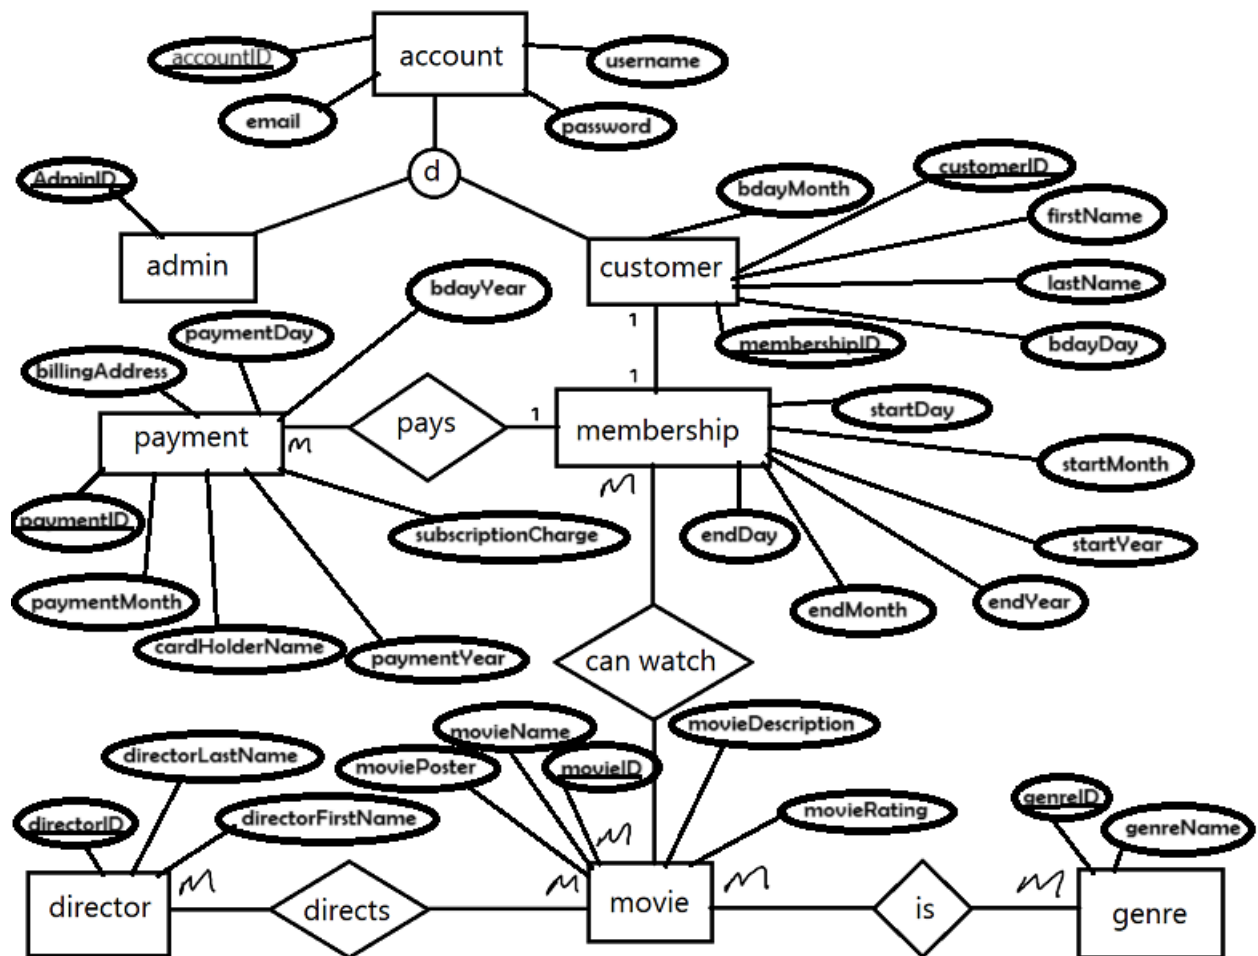 account
accountID
username
email
password
d
AdminID
admin
bdayMonth
customerID
firstName
customer
lastName
bdayDay
membershipID
1
1
bdayYear
paymentDay
billingAddress
payment
M
pays
1
membership
M
startDay
startMonth
startYear
endYear
endMonth
endDay
paymentID
subscriptionCharge
paymentMonth
cardHolderName
paymentYear
can watch
movieName
movieDescription
directorLastName
moviePoster
movieID
movieRating
genreID
genreName
directorID
directorFirstName
M
director
M
directs
M
movie
M
is
M
genre